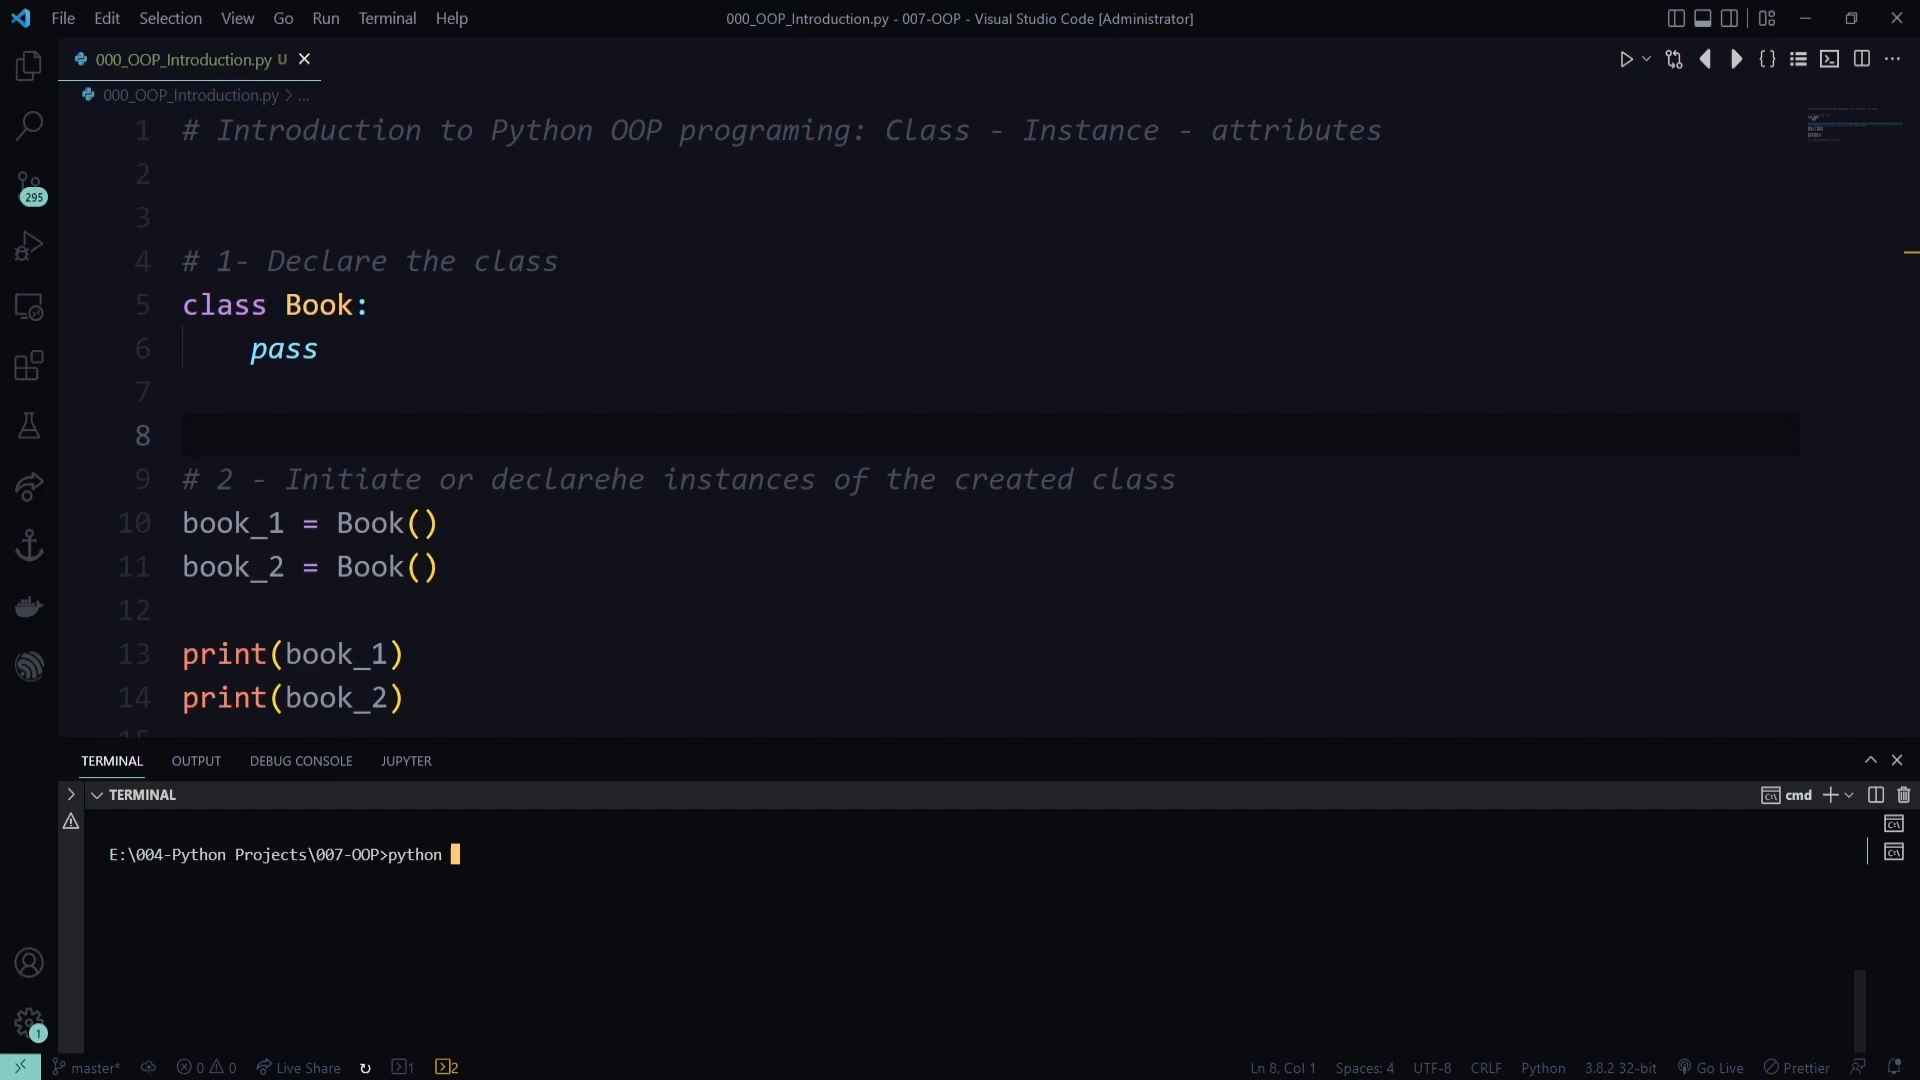 File Edit Selection View Go Run Terminal Help
000_OOP_Introduction.py - 007-OOP - Visual Studio Code [Administrator]
000_OOP_Introduction.py U
000_OOP_Introduction.py > ...
1 # Introduction to Python OOP programing: Class - Instance - attributes
2
3
4 # 1- Declare the class
5 class Book:
6 pass
7
8
9 # 2 - Initiate or declarehe instances of the created class
10 book_1 = Book()
11 book_2 = Book()
12
13 print(book_1)
14 print(book_2)
15
295
TERMINAL OUTPUT DEBUG CONSOLE JUPYTER
TERMINAL
cmd
E:\004-Python Projects\007-OOP>python
1
master* 0 0 Live Share 1 2 Ln 8, Col 1 Spaces: 4 UTF-8 CRLF Python 3.8.2 32-bit Go Live Prettier